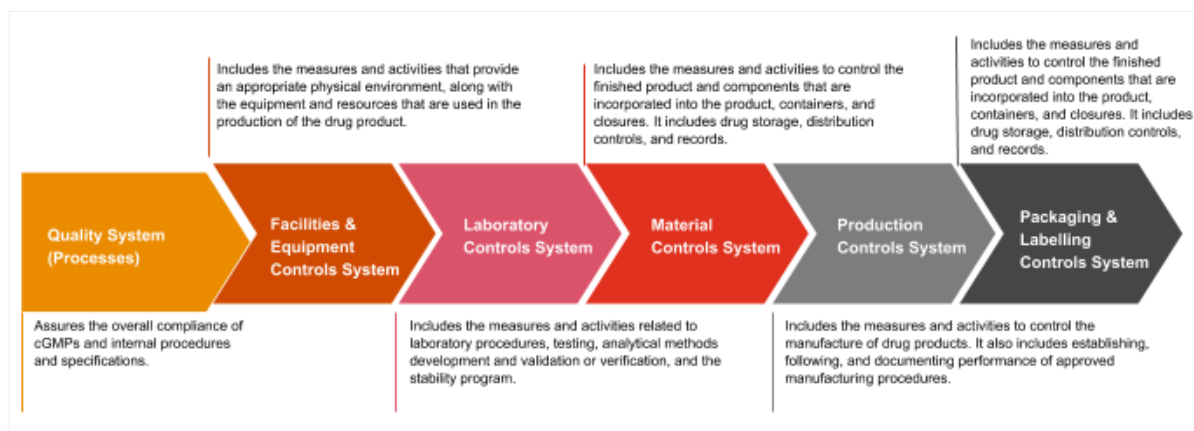 Includes the measures and activities that provide
an appropriate physical environment, along with
the equipment and resources that are used in the
production of the drug product.
Includes the measures and activities to control the
finished product and components that are
incorporated into the product, containers, and
closures. It includes drug storage, distribution
controls, and records.
Includes the measures and
activities to control the finished
product and components that are
incorporated into the product,
containers, and closures. It includes
drug storage, distribution controls,
and records.
Quality System
(Processes)
Facilities &
Equipment
Controls System
Laboratory
Controls System
Material
Controls System
Production
Controls System
Packaging &
Labelling
Controls System
Assures the overall compliance of
cGMPs and internal procedures
and specifications.
Includes the measures and activities related to
laboratory procedures, testing, analytical methods
development and validation or verification, and the
stability program.
Includes the measures and activities to control the
manufacture of drug products. It also includes establishing,
following, and documenting performance of approved
manufacturing procedures.